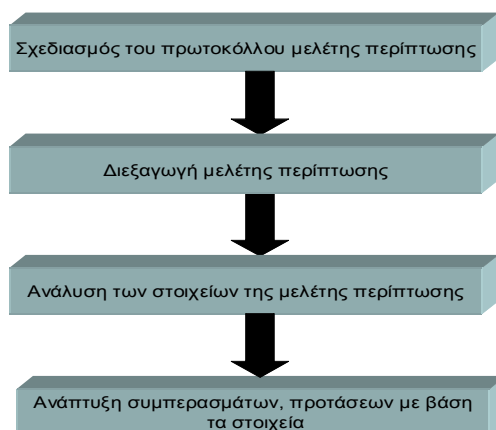 Σχεδιασμός του πρωτοκόλλου μελέτης περίπτωσης
Διεξαγωγή μελέτης περίπτωσης
Ανάλυση των στοιχείων της μελέτης περίπτωσης
Ανάπτυξη συμπερασμάτων, προτάσεων με βάση
τα στοιχεία